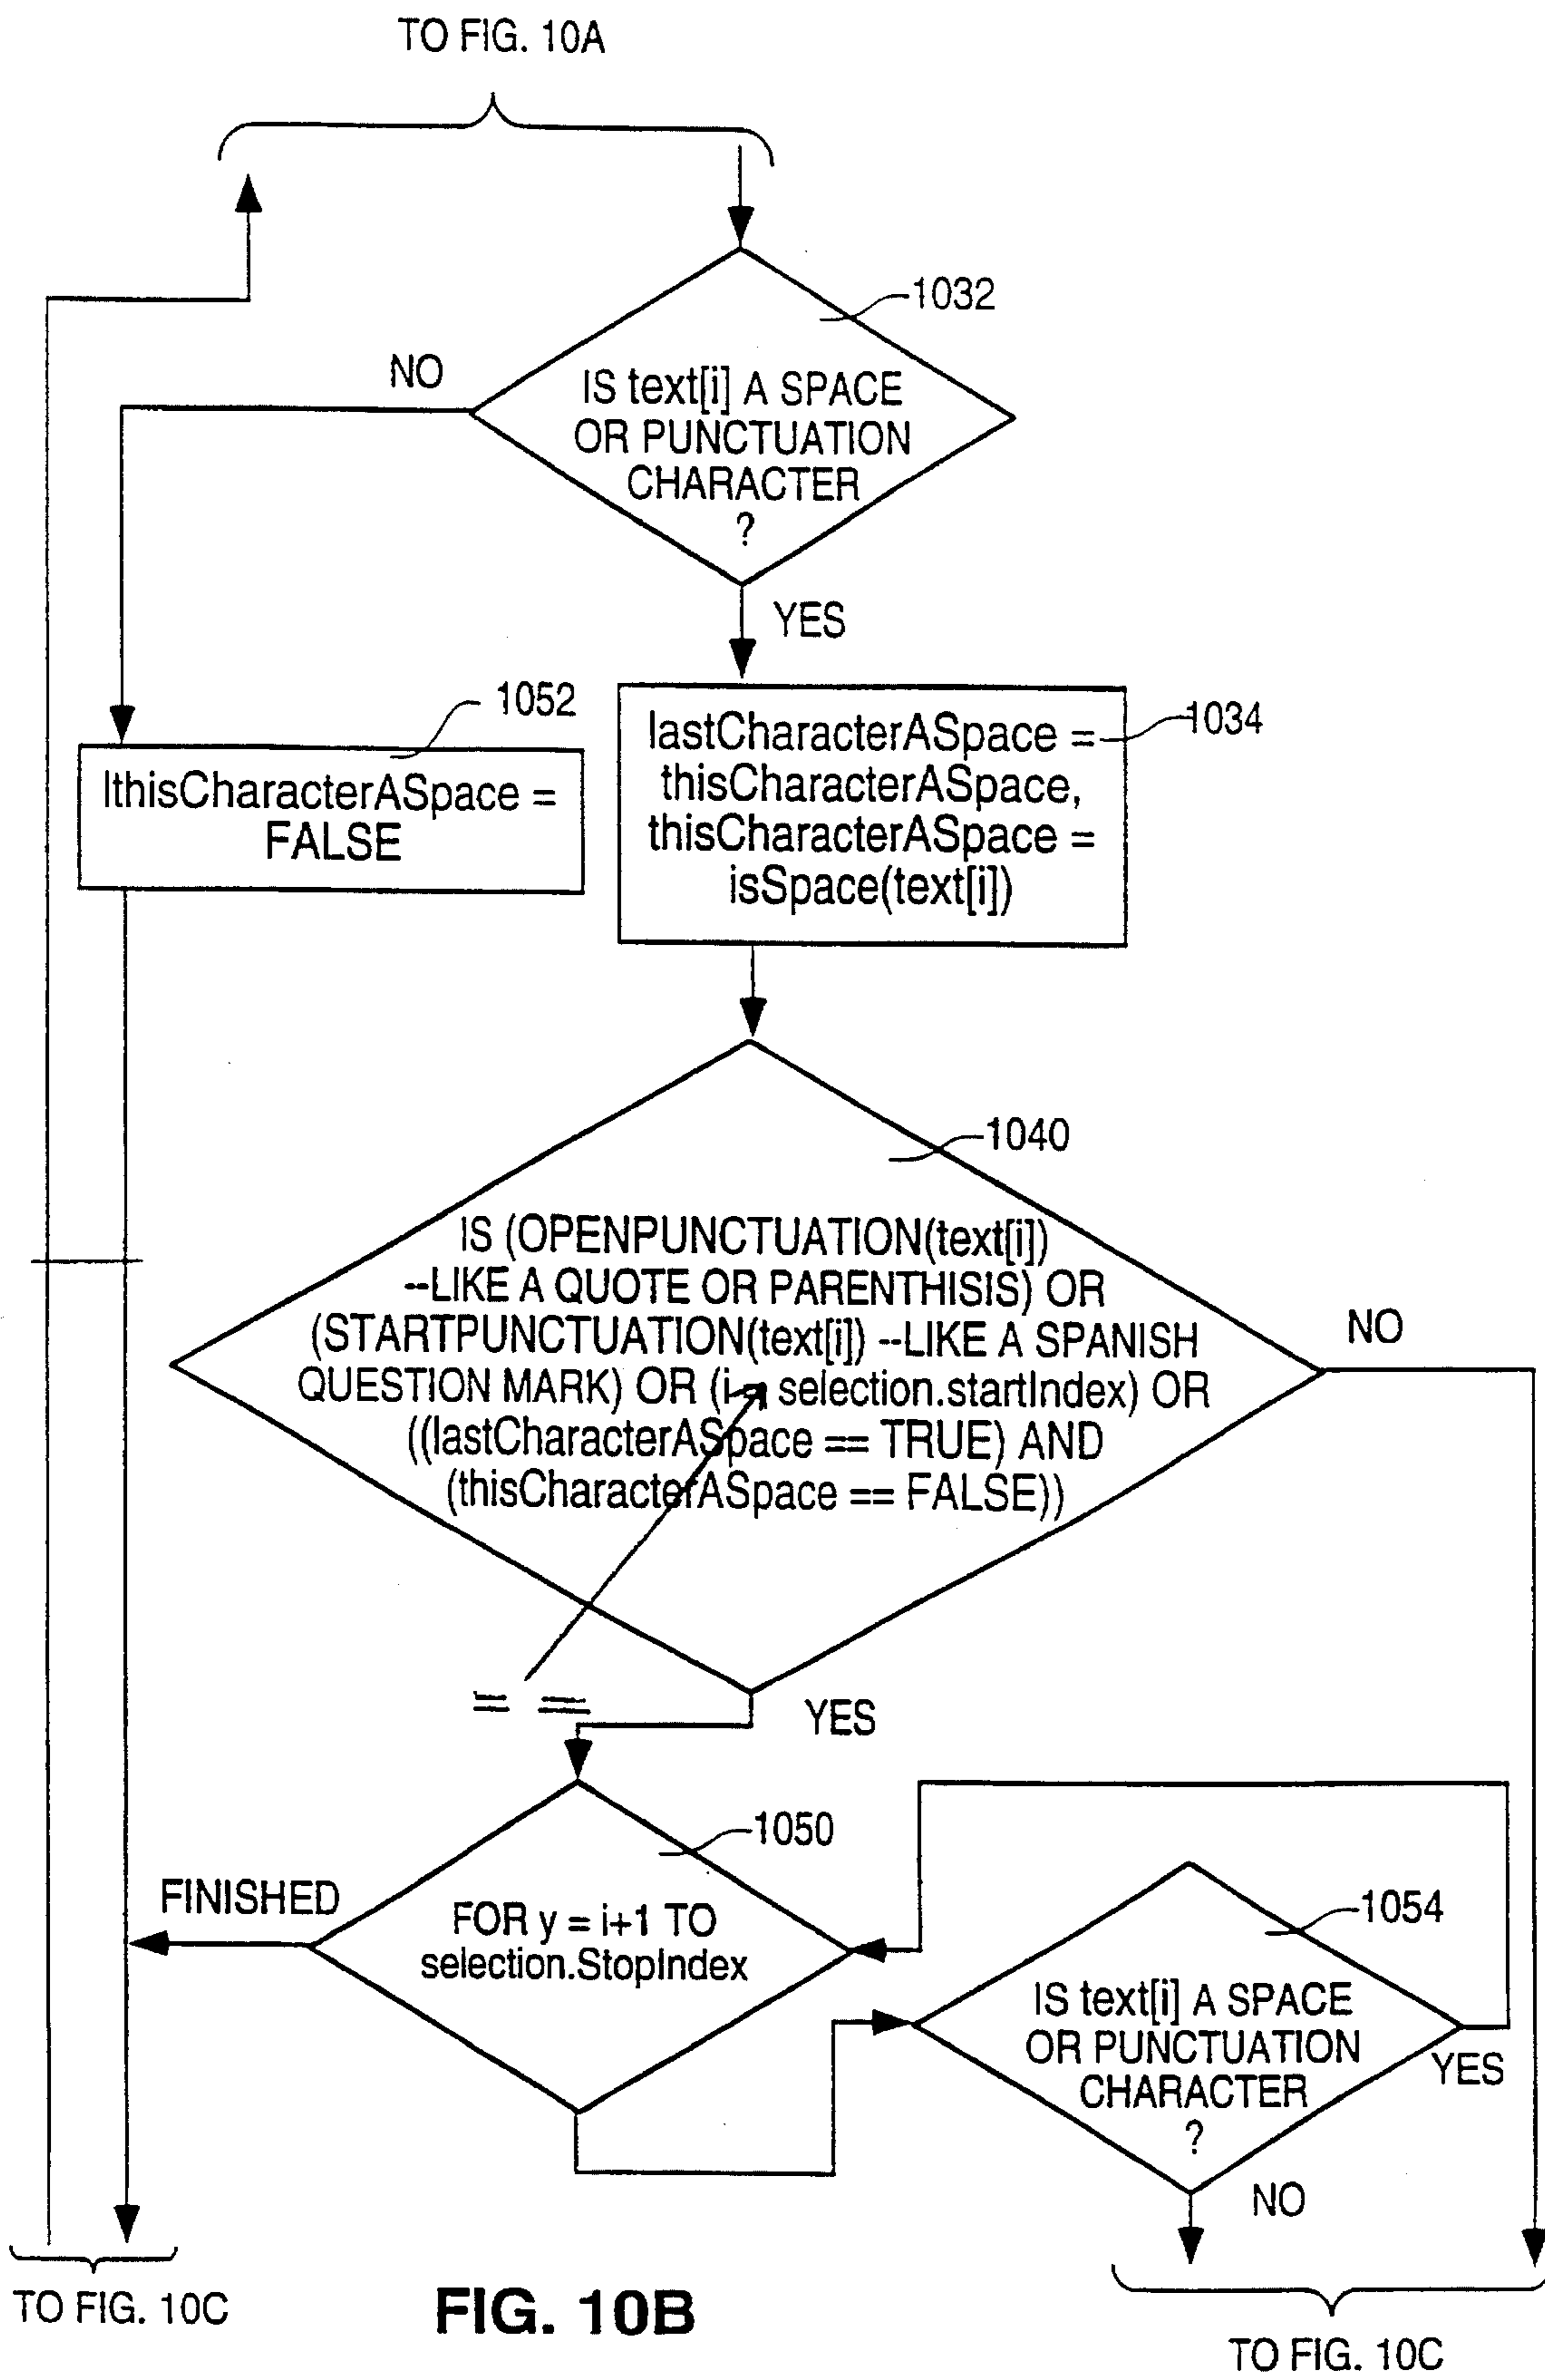 TO FIG. 10A
1032
NO
IS text[i] A SPACE
OR PUNCTUATION
CHARACTER
?
YES
1052
lthisCharacterASpace =
FALSE
1034
lastCharacterASpace =
thisCharacterASpace,
thisCharacterASpace =
isSpace(text[i])
1040
IS (OPENPUNCTUATION(text[i])
--LIKE A QUOTE OR PARENTHISIS) OR
(STARTPUNCTUATION(text[i]) --LIKE A SPANISH
QUESTION MARK) OR (i selection.startIndex) OR
((lastCharacterASpace == TRUE) AND
(thisCharacterASpace == FALSE))
NO
= =
YES
1050
FINISHED
FOR y = i+1 TO
selection.StopIndex
1054
IS text[i] A SPACE
OR PUNCTUATION
CHARACTER
?
YES
NO
TO FIG. 10C
FIG. 10B
TO FIG. 10C